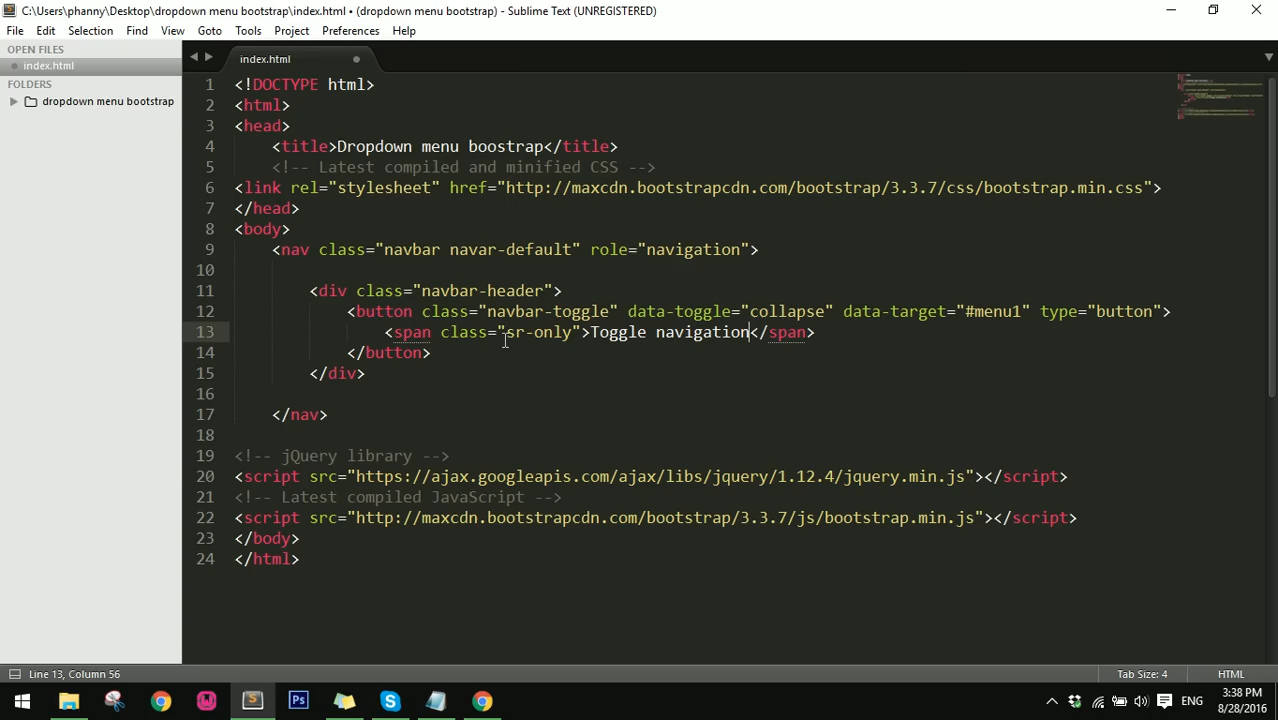 C:\Users\phanny\Desktop\dropdown menu bootstrap\index.html • (dropdown menu bootstrap) - Sublime Text (UNREGISTERED)
File Edit Selection Find View Goto Tools Project Preferences Help
OPEN FILES
index.html
FOLDERS
dropdown menu bootstrap
index.html
1 <!DOCTYPE html>
2 <html>
3 <head>
4 <title>Dropdown menu boostrap</title>
5 <!-- Latest compiled and minified CSS -->
6 <link rel="stylesheet" href="http://maxcdn.bootstrapcdn.com/bootstrap/3.3.7/css/bootstrap.min.css">
7 </head>
8 <body>
9 <nav class="navbar navar-default" role="navigation">
10
11 <div class="navbar-header">
12 <button class="navbar-toggle" data-toggle="collapse" data-target="#menu1" type="button">
13 <span class="sr-only">Toggle navigation</span>
14 </button>
15 </div>
16
17 </nav>
18
19 <!-- jQuery library -->
20 <script src="https://ajax.googleapis.com/ajax/libs/jquery/1.12.4/jquery.min.js"></script>
21 <!-- Latest compiled JavaScript -->
22 <script src="http://maxcdn.bootstrapcdn.com/bootstrap/3.3.7/js/bootstrap.min.js"></script>
23 </body>
24 </html>
Line 13, Column 56
Tab Size: 4
HTML
S
Ps
S
ENG
3:38 PM
8/28/2016